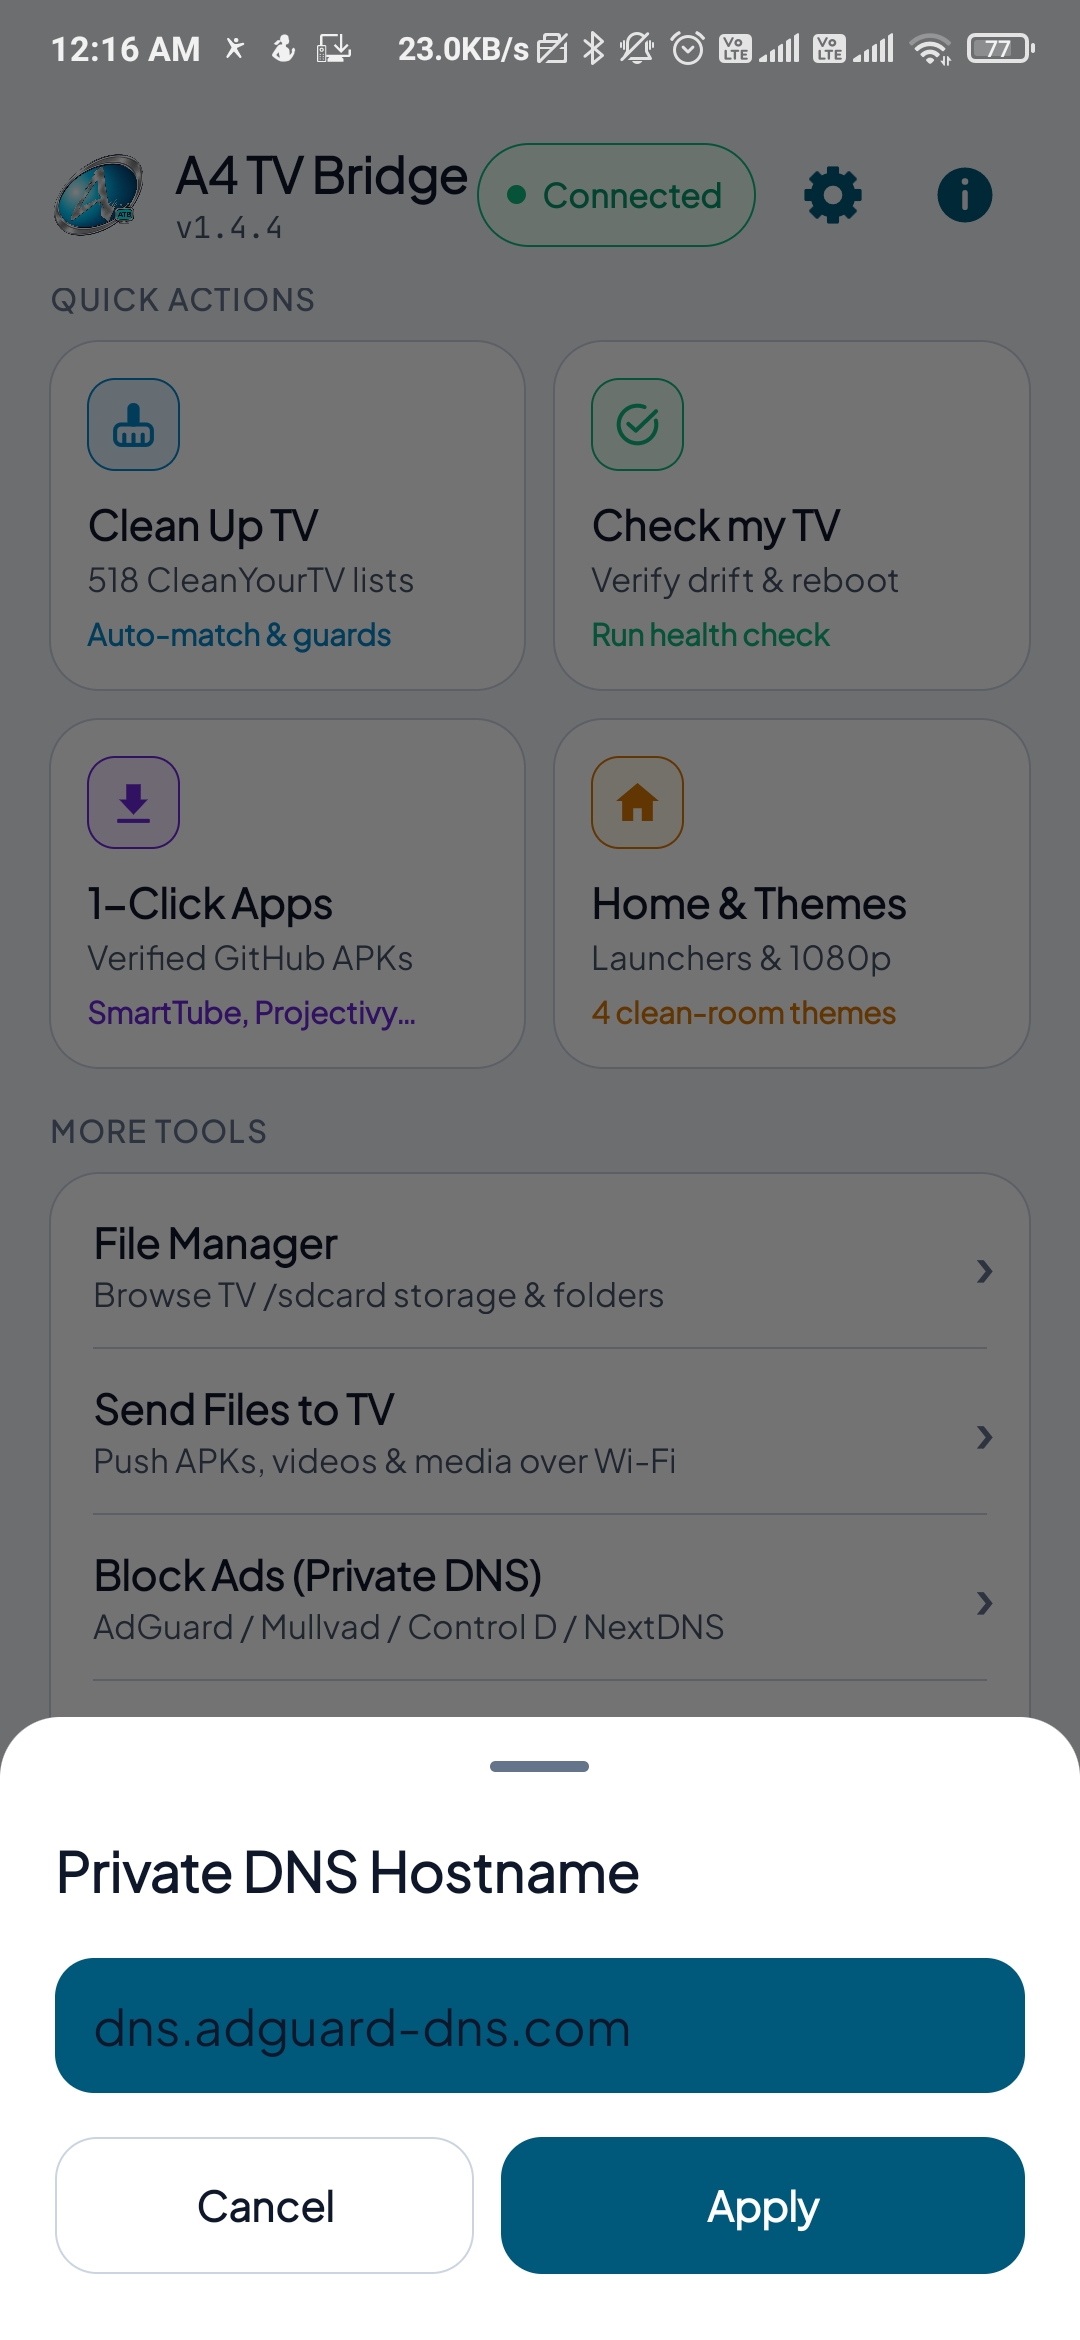 12:16 AM 23.0KB/s Vo LTE Vo LTE 77
A4 TV Bridge
v1.4.4
Connected
QUICK ACTIONS
Clean Up TV
518 CleanYourTV lists
Auto-match & guards
Check my TV
Verify drift & reboot
Run health check
1-Click Apps
Verified GitHub APKs
SmartTube, Projectivy...
Home & Themes
Launchers & 1080p
4 clean-room themes
MORE TOOLS
File Manager
Browse TV /sdcard storage & folders
Send Files to TV
Push APKs, videos & media over Wi-Fi
Block Ads (Private DNS)
AdGuard / Mullvad / Control D / NextDNS
Private DNS Hostname
dns.adguard-dns.com
Cancel
Apply